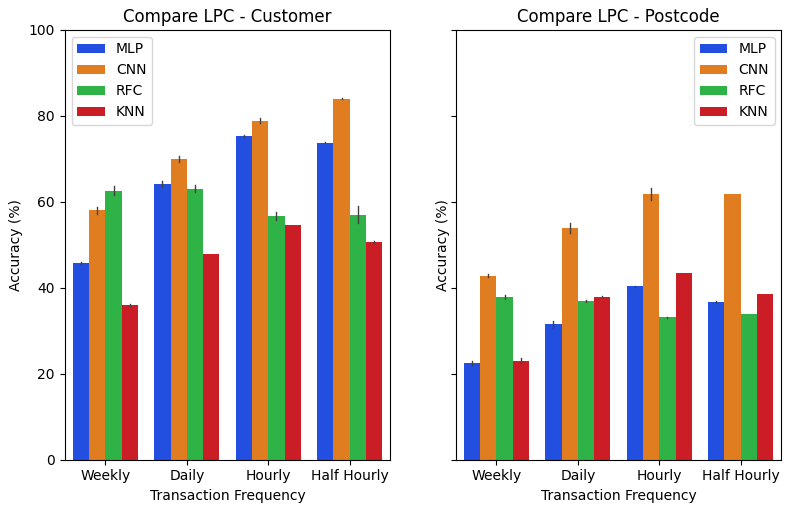 Compare LPC - Customer
Compare LPC - Postcode
100
80
60
40
20
0
Accuracy (%)
MLP
CNN
RFC
KNN
Weekly
Daily
Hourly
Half Hourly
Transaction Frequency
Accuracy (%)
MLP
CNN
RFC
KNN
Weekly
Daily
Hourly
Half Hourly
Transaction Frequency